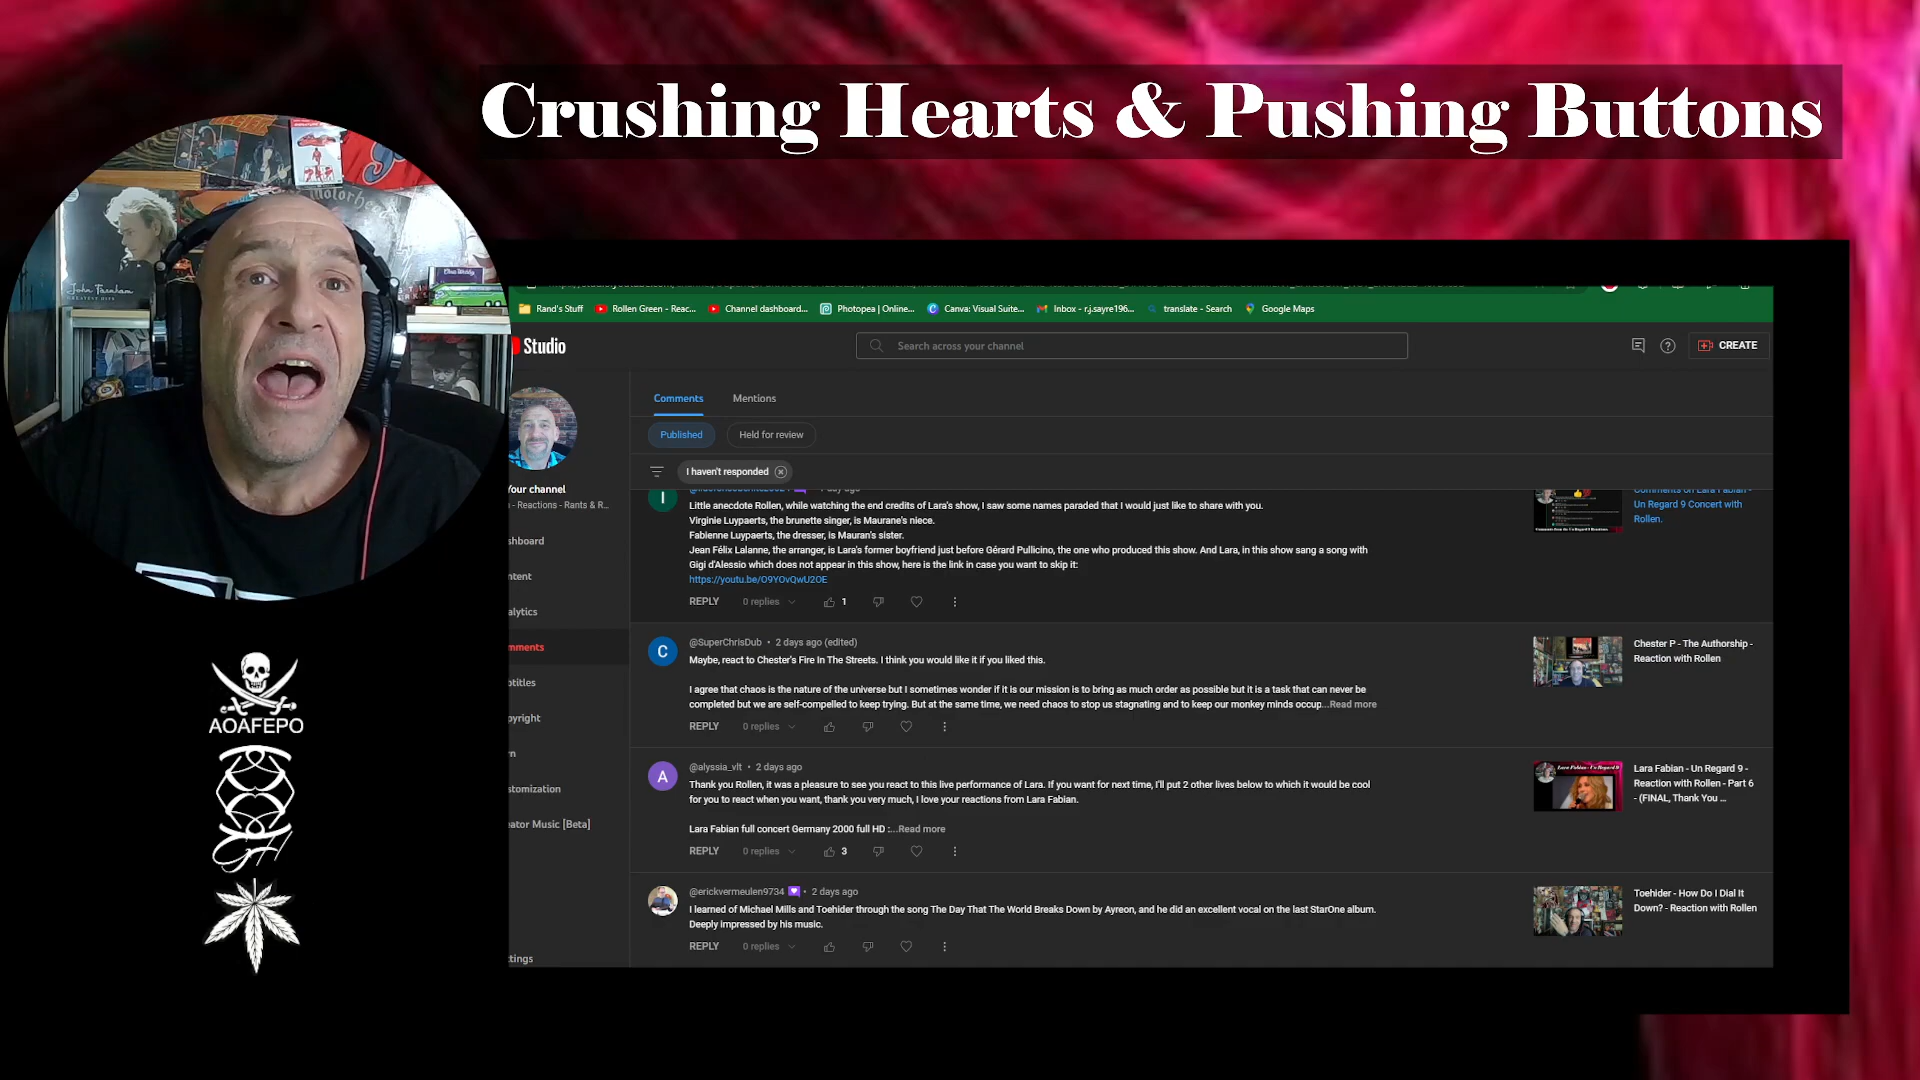 Crushing Hearts & Pushing Buttons
Motörhead
John Farnham
GREATEST HITS
AOAFEPO
Rand's Stuff
Rollen Green - Reac...
Channel dashboard...
Photopea | Online...
Canva: Visual Suite...
Inbox - r.j.sayre196...
translate - Search
Google Maps
Studio
Search across your channel
CREATE
Comments
Mentions
Published
Held for review
I haven't responded
Your channel
- Reactions - Rants & R...
shboard
ntent
alytics
mments
btitles
pyright
rn
stomization
ator Music [Beta]
ttings
I
Little anecdote Rollen, while watching the end credits of Lara's show, I saw some names paraded that I would just like to share with you.
Virginie Luypaerts, the brunette singer, is Maurane's niece.
Fabienne Luypaerts, the dresser, is Mauran's sister.
Jean Félix Lalanne, the arranger, is Lara's former boyfriend just before Gérard Pullicino, the one who produced this show. And Lara, in this show sang a song with
Gigi d'Alessio which does not appear in this show, here is the link in case you want to skip it:
https://youtu.be/O9YOvQwU2OE
REPLY 0 replies 1
Comments on Lara Fabian -
Un Regard 9 Concert with
Rollen.
C
@SuperChrisDub • 2 days ago (edited)
Maybe, react to Chester's Fire In The Streets. I think you would like it if you liked this.
I agree that chaos is the nature of the universe but I sometimes wonder if it is our mission is to bring as much order as possible but it is a task that can never be
completed but we are self-compelled to keep trying. But at the same time, we need chaos to stop us stagnating and to keep our monkey minds occup...Read more
REPLY 0 replies
Chester P - The Authorship -
Reaction with Rollen
A
@alyssia_vlt • 2 days ago
Thank you Rollen, it was a pleasure to see you react to this live performance of Lara. If you want for next time, I'll put 2 other lives below to which it would be cool
for you to react when you want, thank you very much, I love your reactions from Lara Fabian.
Lara Fabian full concert Germany 2000 full HD :...Read more
REPLY 0 replies 3
Lara Fabian - Un Regard 9
Lara Fabian - Un Regard 9 -
Reaction with Rollen - Part 6
- (FINAL, Thank You ...
@erickvermeulen9734 • 2 days ago
I learned of Michael Mills and Toehider through the song The Day That The World Breaks Down by Ayreon, and he did an excellent vocal on the last StarOne album.
Deeply impressed by his music.
REPLY 0 replies
Toehider - How Do I Dial It
Down? - Reaction with Rollen